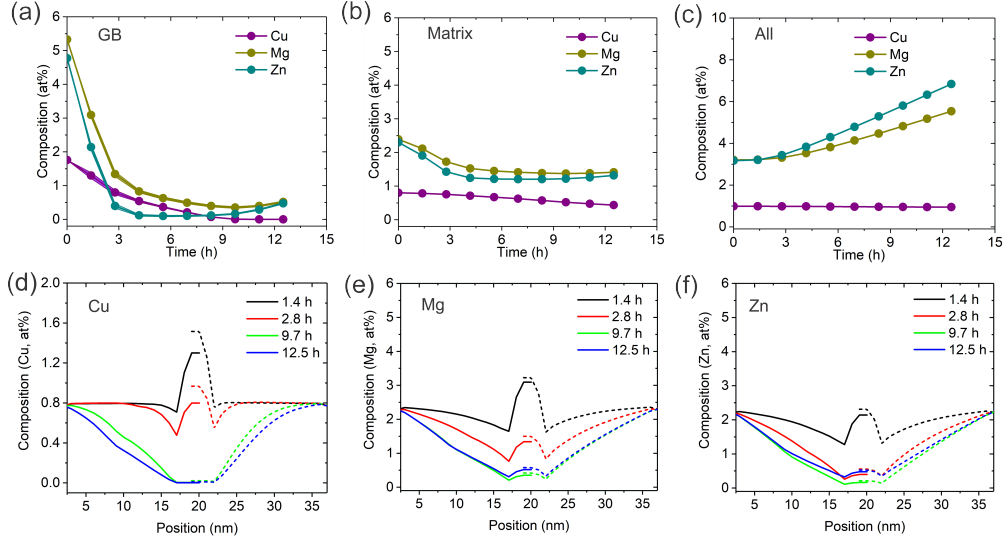 (a)
GB
Cu
Mg
Zn
Composition (at%)
6
5
4
3
2
1
0
0 3 6 9 12 15
Time (h)
(b)
Matrix
Cu
Mg
Zn
Composition (at%)
6
5
4
3
2
1
0
0 3 6 9 12 15
Time (h)
(c)
All
Cu
Mg
Zn
Composition (at%)
10
8
6
4
2
0
0 3 6 9 12 15
Time (h)
(d)
Cu
1.4 h
2.8 h
9.7 h
12.5 h
Composition (Cu, at%)
2.0
1.6
1.2
0.8
0.4
0.0
5 10 15 20 25 30 35
Position (nm)
(e)
Mg
1.4 h
2.8 h
9.7 h
12.5 h
Composition (Mg, at%)
6
5
4
3
2
1
0
5 10 15 20 25 30 35
Position (nm)
(f)
Zn
1.4 h
2.8 h
9.7 h
12.5 h
Composition (Zn, at%)
6
5
4
3
2
1
0
5 10 15 20 25 30 35
Position (nm)